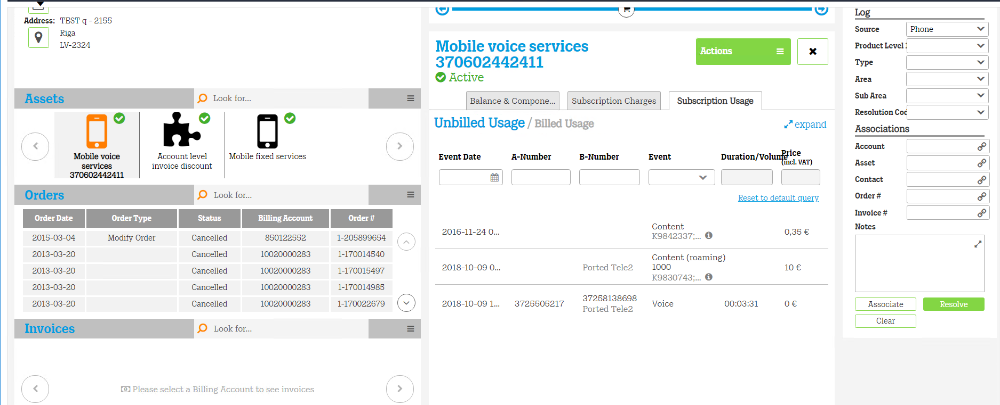 Address: TEST q - 2155
Riga
LV-2324
Assets
Look for...
Mobile voice
services
370602442411
Account level
invoice discount
Mobile fixed services
Orders
Look for...
Order Date Order Type Status Billing Account Order #
2015-03-04 Modify Order Cancelled 850122552 1-205899654
2013-03-20 Cancelled 10020000283 1-170014540
2013-03-20 Cancelled 10020000283 1-170015497
2013-03-20 Cancelled 10020000283 1-170014985
2013-03-20 Cancelled 10020000283 1-170022679
Invoices
Look for...
Please select a Billing Account to see invoices
Mobile voice services
370602442411
Active
Actions
Balance & Compone... Subscription Charges Subscription Usage
Unbilled Usage / Billed Usage
expand
Event Date A-Number B-Number Event Duration/Volume Price
(incl. VAT)
Reset to default query
2016-11-24 0... Content 0,35 €
K9842337;...
2018-10-09 0... Ported Tele2 Content (roaming) 10 €
1000
K9830743;...
2018-10-09 1... 3725505217 37258138698 Voice 00:03:31 0 €
Ported Tele2
Log
Source Phone
Product Level
Type
Area
Sub Area
Resolution Cod
Associations
Account
Asset
Contact
Order #
Invoice #
Notes
Associate Resolve
Clear